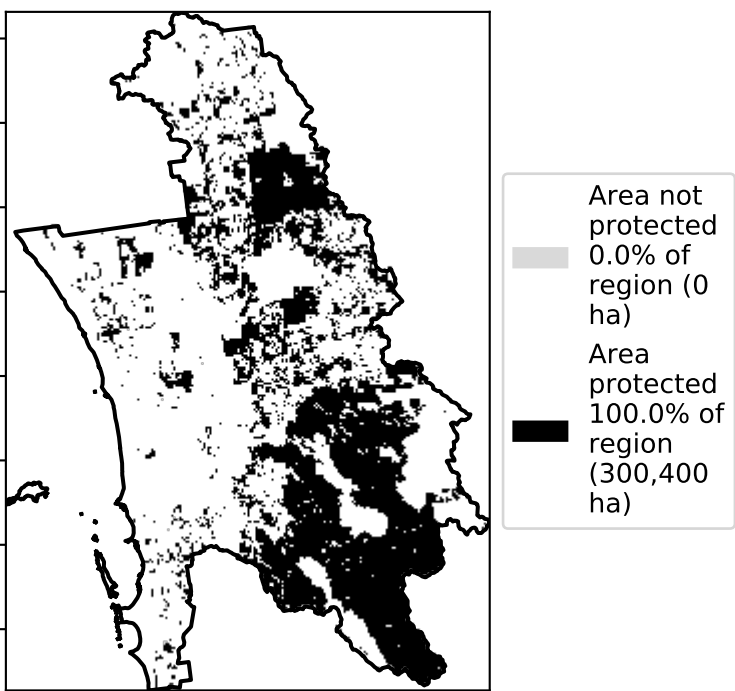 Area not
protected
0.0% of
region (0
ha)
Area
protected
100.0% of
region
(300,400
ha)